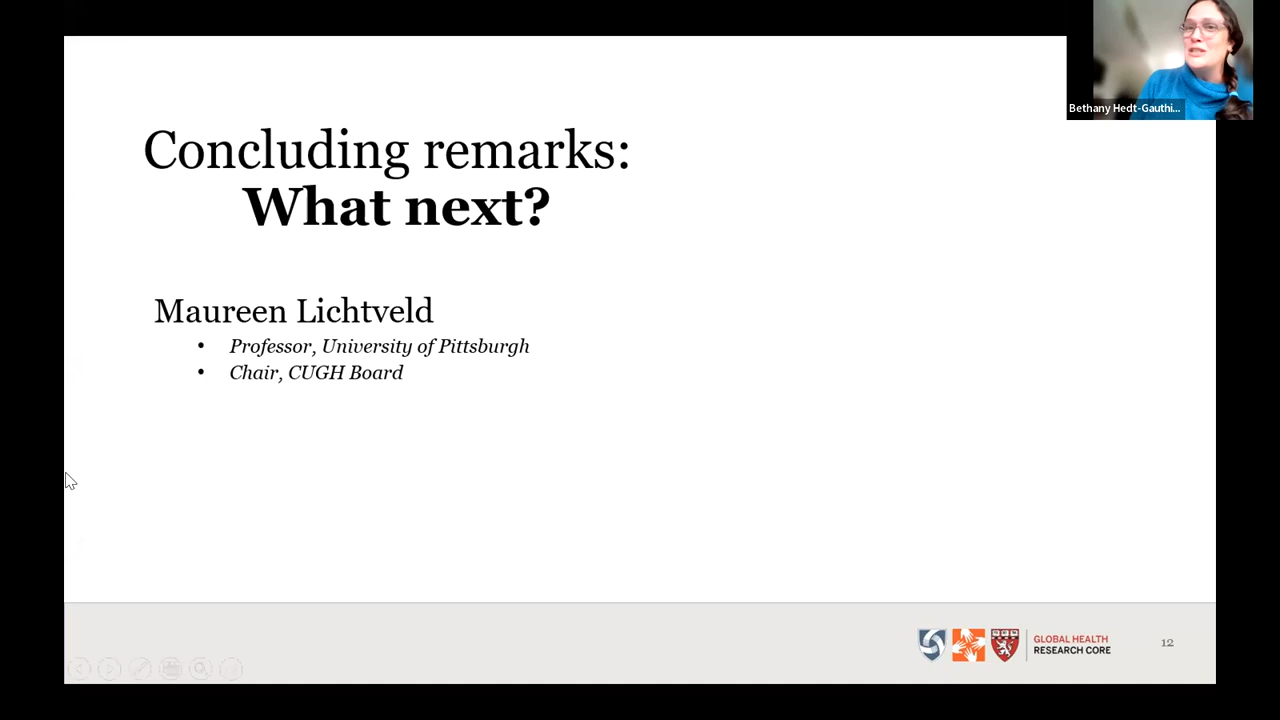 Bethany Hedt-Gauthi...
Concluding remarks:
What next?
Maureen Lichtveld
• Professor, University of Pittsburgh
• Chair, CUGH Board
GLOBAL HEALTH
RESEARCH CORE
12